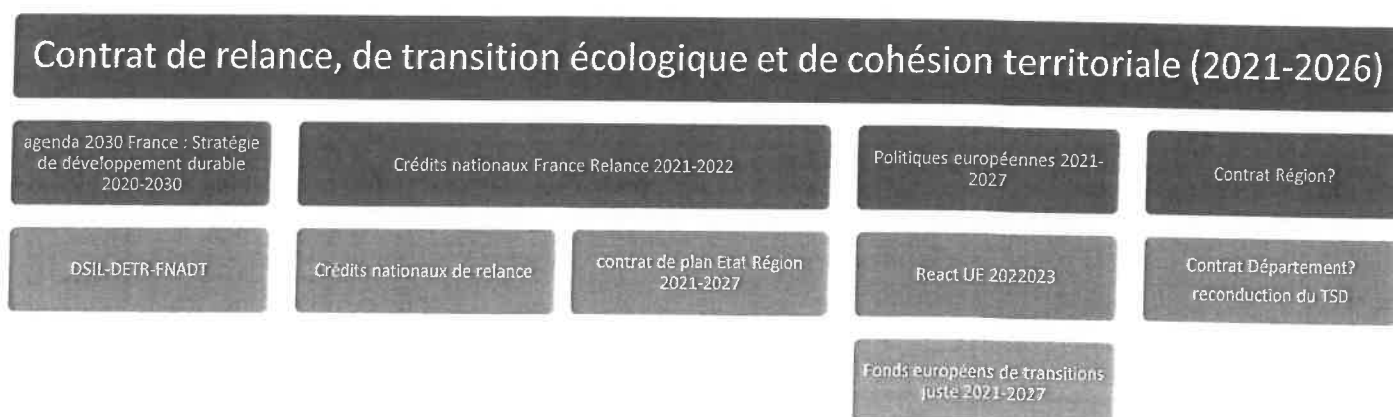 Contrat de relance, de transition écologique et de cohésion territoriale (2021-2026)
agenda 2030 France : Stratégie
de développement durable
2020-2030
Crédits nationaux France Relance 2021-2022
Politiques européennes 2021-
2027
Contrat Région?
DSIL-DETR-FNADT
Crédits nationaux de relance
contrat de plan Etat Région
2021-2027
React UE 2022023
Contrat Département?
reconduction du TSD
Fonds européens de transitions
juste 2021-2027